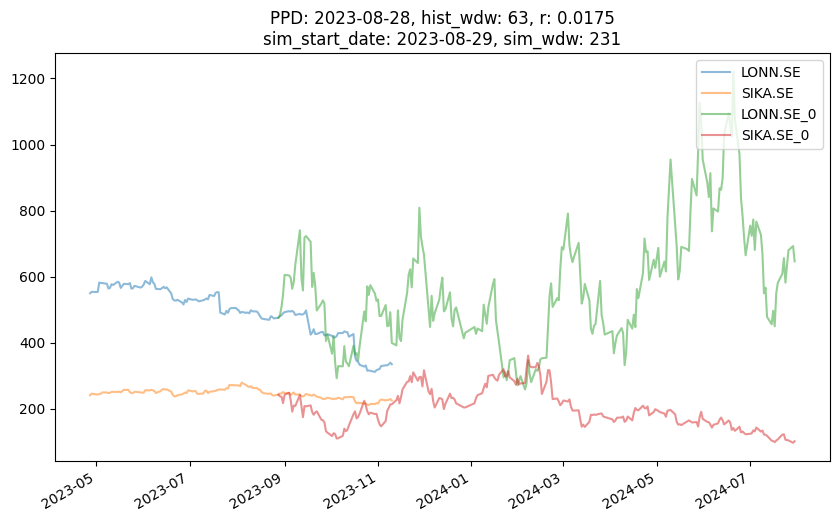 PPD: 2023-08-28, hist_wdw: 63, r: 0.0175
sim_start_date: 2023-08-29, sim_wdw: 231
LONN.SE
SIKA.SE
LONN.SE_0
SIKA.SE_0
1200
1000
800
600
400
200
2023-05
2023-07
2023-09
2023-11
2024-01
2024-03
2024-05
2024-07